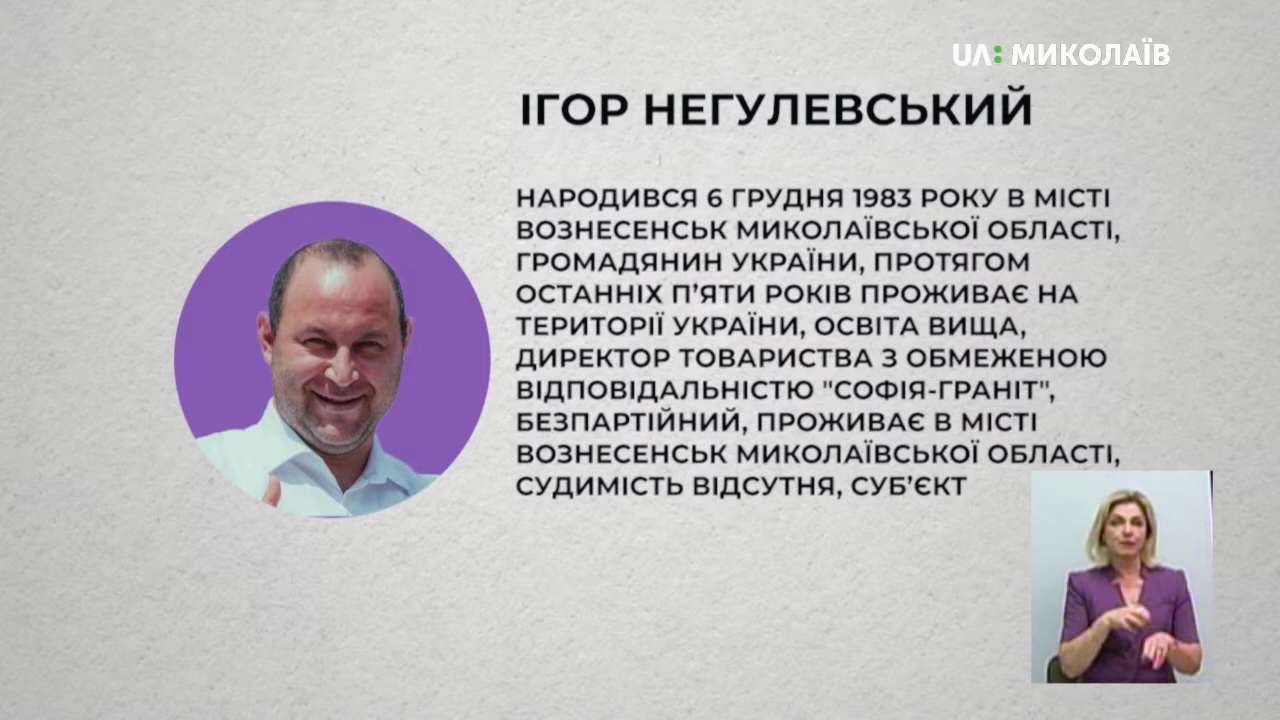 UA: МИКОЛАЇВ
ІГОР НЕГУЛЕВСЬКИЙ
НАРОДИВСЯ 6 ГРУДНЯ 1983 РОКУ В МІСТІ
ВОЗНЕСЕНСЬК МИКОЛАЇВСЬКОЇ ОБЛАСТІ,
ГРОМАДЯНИН УКРАЇНИ, ПРОТЯГОМ
ОСТАННІХ П’ЯТИ РОКІВ ПРОЖИВАЄ НА
ТЕРИТОРІЇ УКРАЇНИ, ОСВІТА ВИЩА,
ДИРЕКТОР ТОВАРИСТВА З ОБМЕЖЕНОЮ
ВІДПОВІДАЛЬНІСТЮ "СОФІЯ-ГРАНІТ",
БЕЗПАРТІЙНИЙ, ПРОЖИВАЄ В МІСТІ
ВОЗНЕСЕНСЬК МИКОЛАЇВСЬКОЇ ОБЛАСТІ,
СУДИМІСТЬ ВІДСУТНЯ, СУБ’ЄКТ